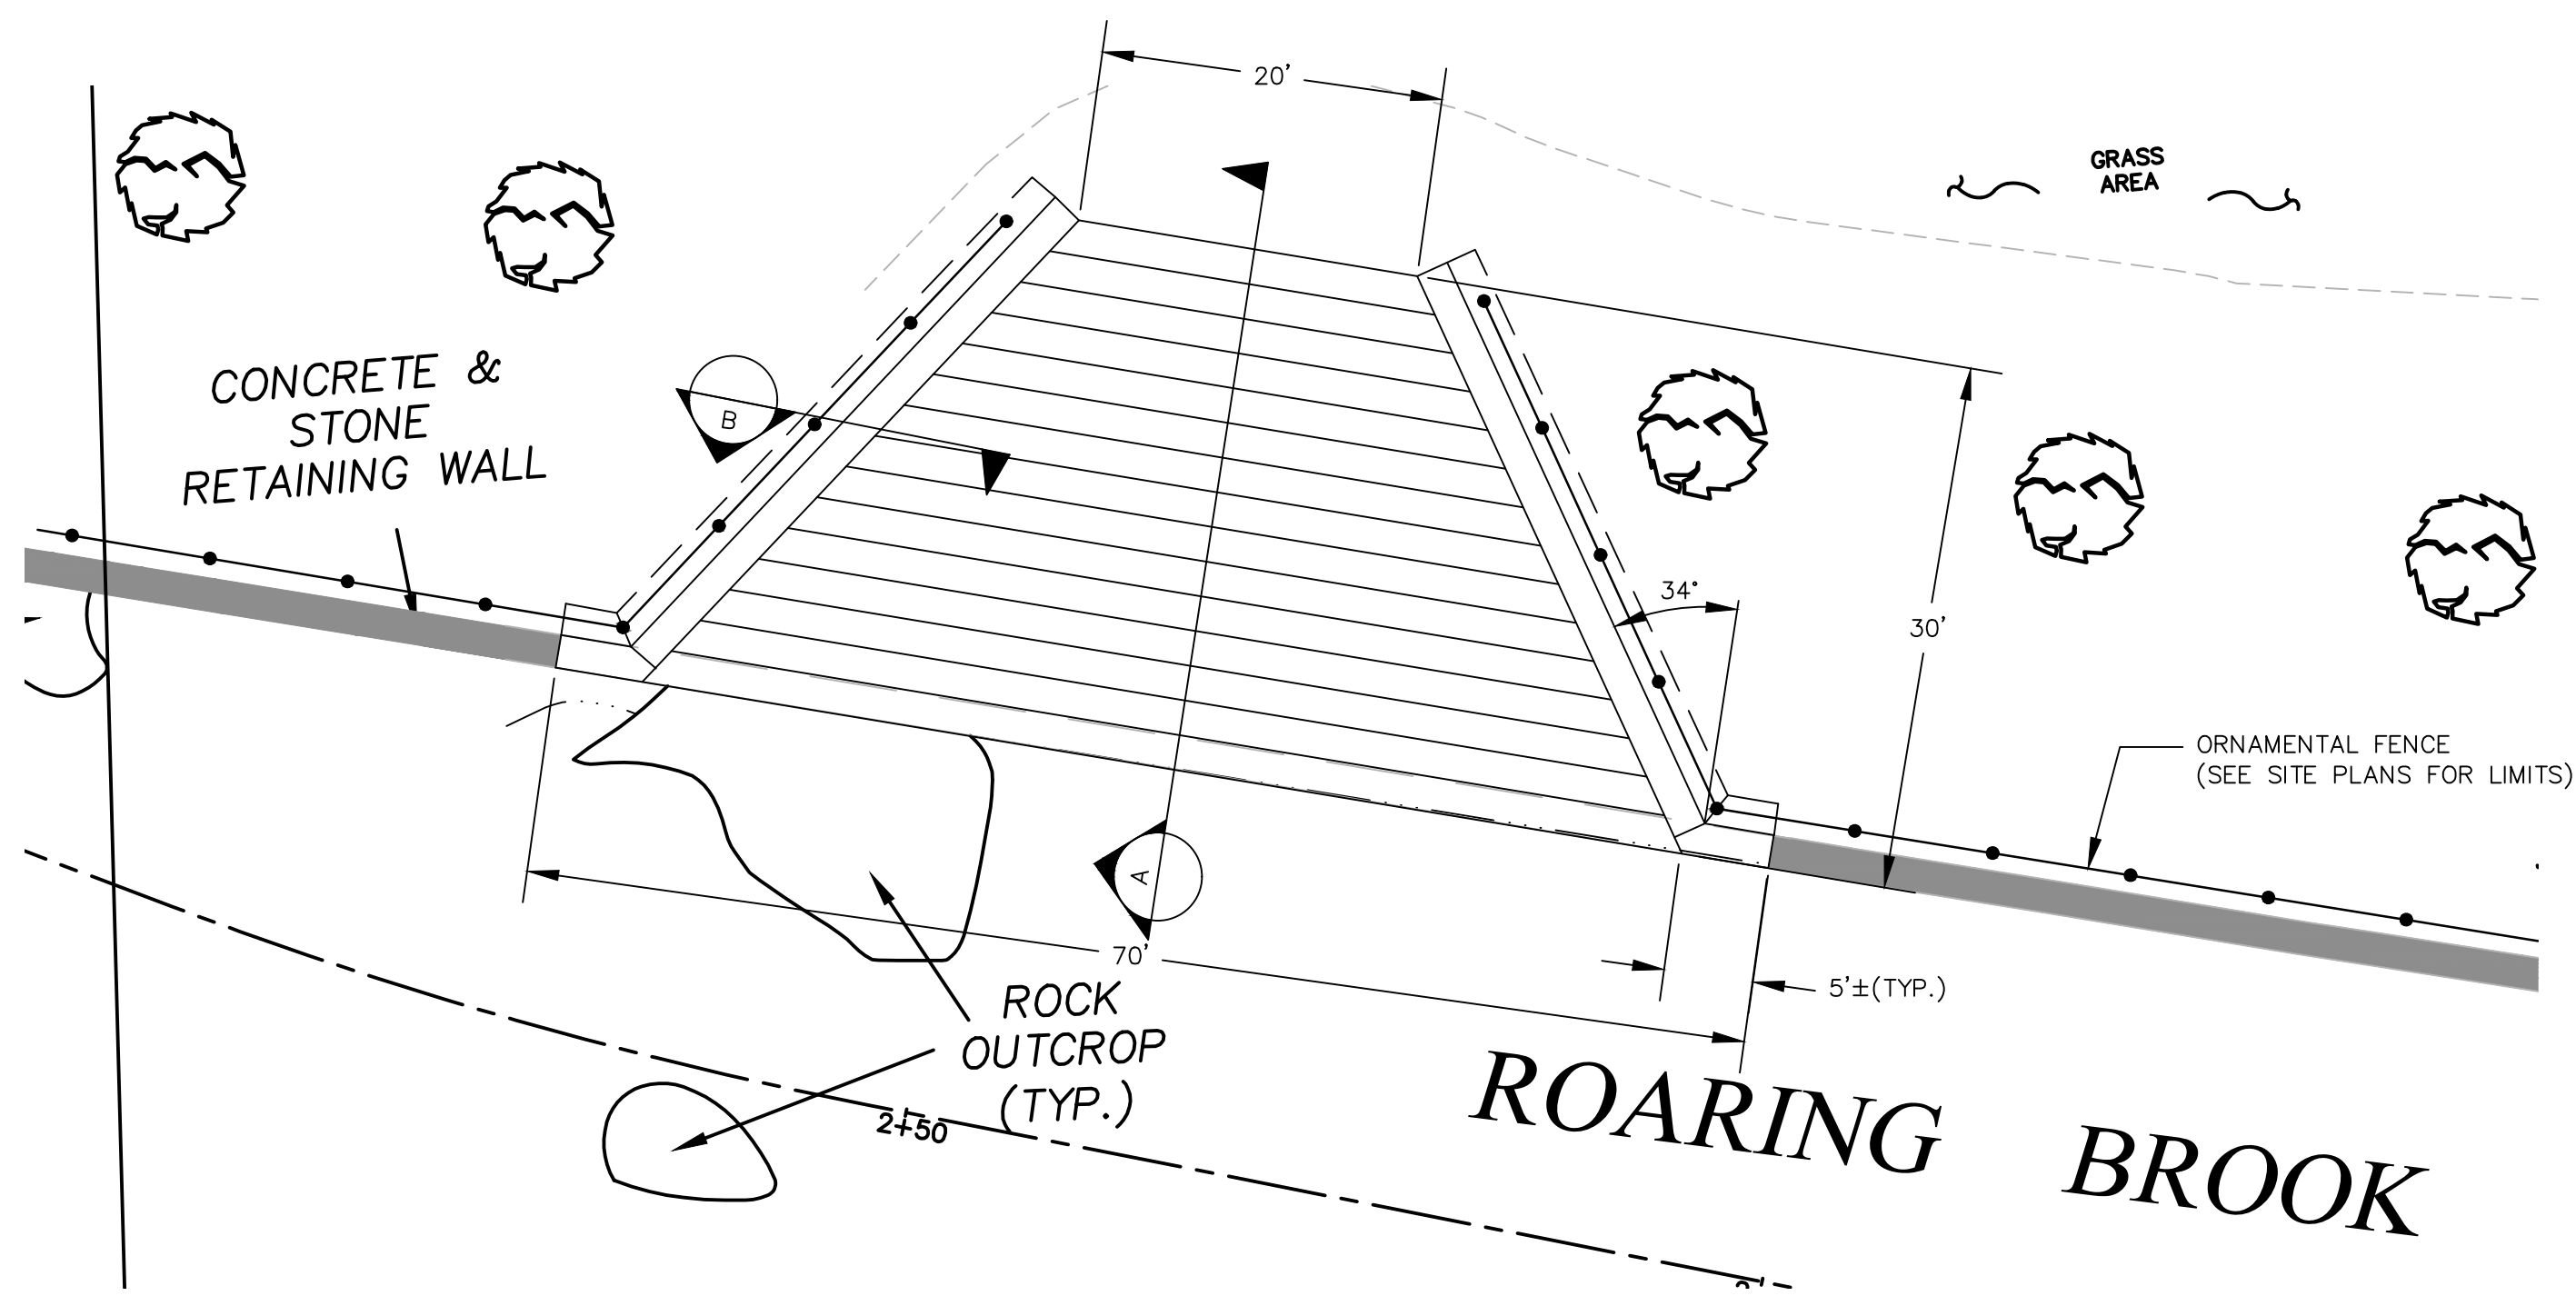 20'
GRASS
AREA
CONCRETE &
STONE
RETAINING WALL
B
34°
30'
ORNAMENTAL FENCE
(SEE SITE PLANS FOR LIMITS)
A
70'
5'±(TYP.)
ROCK
OUTCROP
(TYP.)
2+50
ROARING BROOK